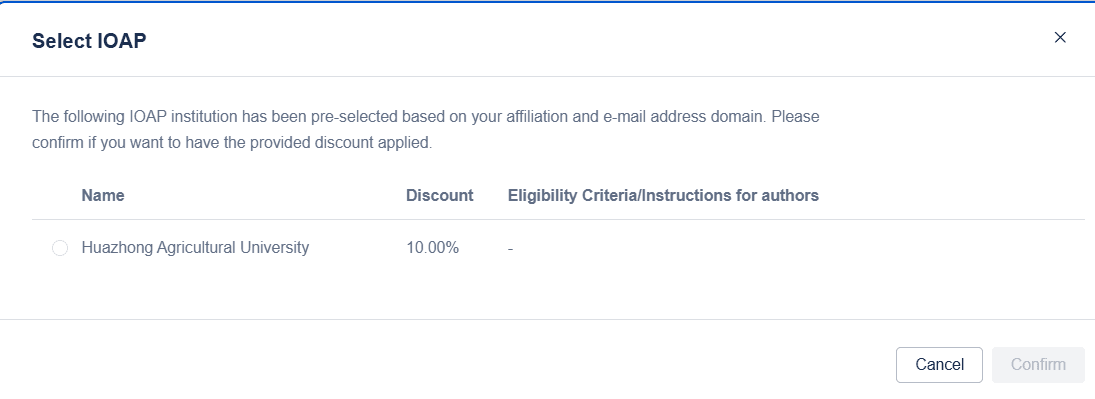 Select IOAP
The following IOAP institution has been pre-selected based on your affiliation and e-mail address domain. Please
confirm if you want to have the provided discount applied.
Name Discount Eligibility Criteria/Instructions for authors
Huazhong Agricultural University 10.00% -
Cancel Confirm